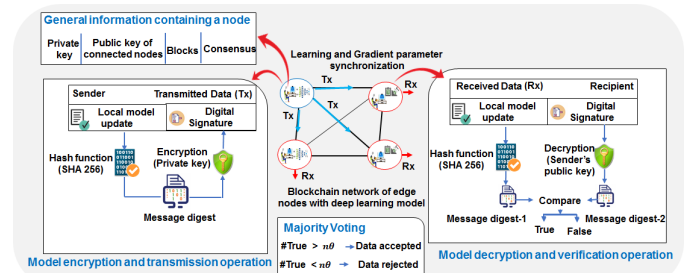 General information containing a node
Private key
Public key of connected nodes
Blocks
Consensus
Learning and Gradient parameter
synchronization
Tx
Tx
Tx
Rx
Rx
Rx
Blockchain network of edge
nodes with deep learning model
Sender
Transmitted Data (Tx)
Local model
update
Digital
Signature
Hash function
(SHA 256)
100110
011001
110100
011010
Encryption
(Private key)
Message digest
Model encryption and transmission operation
Majority Voting
#True > nθ → Data accepted
#True < nθ → Data rejected
Received Data (Rx)
Recipient
Local model
update
Digital
Signature
Hash function
(SHA 256)
Decryption
(Sender's
public key)
Message digest-1
Compare
Message digest-2
True
False
Model decryption and verification operation